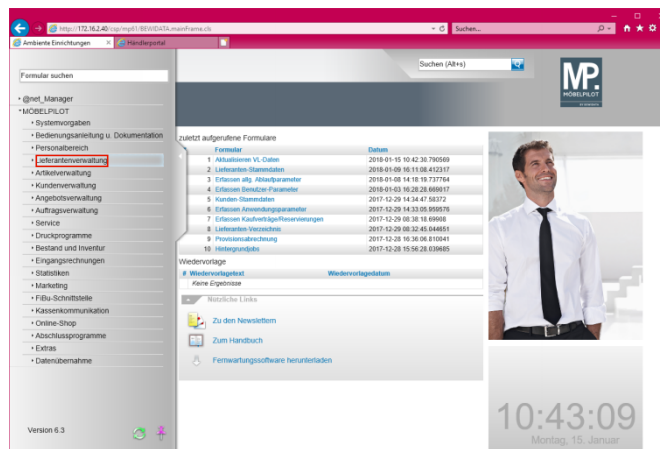 http://172.16.2.40/csp/mp61/BEWIDATA.mainFrame.cls
Suchen...
Ambiente Einrichtungen
Händlerportal
Formular suchen
Suchen (Alt+s)
MP.
MÖBELPILOT
@net_Manager
MÖBELPILOT
Systemvorgaben
Bedienungsanleitung u. Dokumentation
Personalbereich
Lieferantenverwaltung
Artikelverwaltung
Kundenverwaltung
Angebotsverwaltung
Auftragsverwaltung
Service
Druckprogramme
Bestand und Inventur
Eingangsrechnungen
Statistiken
Marketing
FiBu-Schnittstelle
Kassenkommunikation
Online-Shop
Abschlussprogramme
Extras
Datenübernahme
Version 6.3
zuletzt aufgerufene Formulare
Formular Datum
1 Aktualisieren VL-Daten 2018-01-15 10:42:30.790569
2 Lieferanten-Stammdaten 2018-01-09 16:11:08.412317
3 Erfassen allg. Ablaufparameter 2018-01-08 14:18:19.737764
4 Erfassen Benutzer-Parameter 2018-01-03 16:28:28.669017
5 Kunden-Stammdaten 2017-12-29 14:34:47.58372
6 Erfassen Anwendungsparameter 2017-12-29 14:33:05.959576
7 Erfassen Kaufverträge/Reservierungen 2017-12-29 08:38:18.69908
8 Lieferanten-Verzeichnis 2017-12-29 08:32:45.044651
9 Provisionsabrechnung 2017-12-28 16:36:06.810041
10 Hintergrundjobs 2017-12-28 15:56:28.039685
Wiedervorlage
# Wiedervorlagetext Wiedervorlagedatum
Keine Ergebnisse
Nützliche Links
Zu den Newslettern
Zum Handbuch
Fernwartungssoftware herunterladen
10:43:09
Montag, 15. Januar